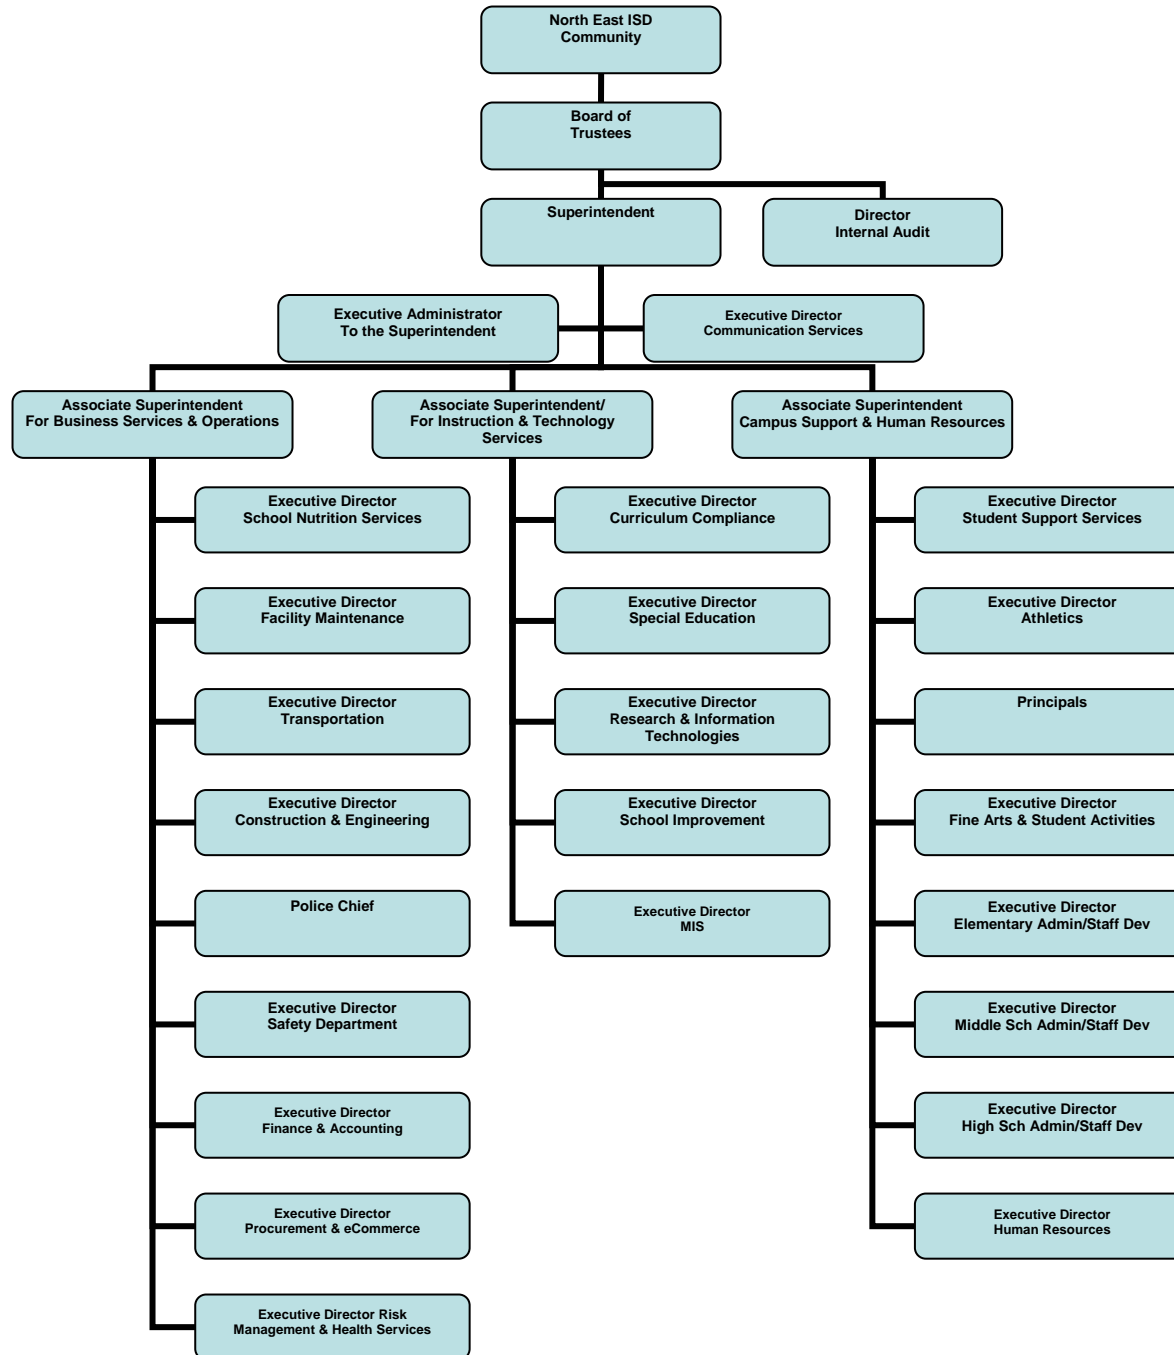 North East ISD
Community
Board of
Trustees
Superintendent
Director
Internal Audit
Executive Administrator
To the Superintendent
Executive Director
Communication Services
Associate Superintendent
For Business Services & Operations
Associate Superintendent/
For Instruction & Technology
Services
Associate Superintendent
Campus Support & Human Resources
Executive Director
School Nutrition Services
Executive Director
Facility Maintenance
Executive Director
Transportation
Executive Director
Construction & Engineering
Police Chief
Executive Director
Safety Department
Executive Director
Finance & Accounting
Executive Director
Procurement & eCommerce
Executive Director Risk
Management & Health Services
Executive Director
Curriculum Compliance
Executive Director
Special Education
Executive Director
Research & Information
Technologies
Executive Director
School Improvement
Executive Director
MIS
Executive Director
Student Support Services
Executive Director
Athletics
Principals
Executive Director
Fine Arts & Student Activities
Executive Director
Elementary Admin/Staff Dev
Executive Director
Middle Sch Admin/Staff Dev
Executive Director
High Sch Admin/Staff Dev
Executive Director
Human Resources